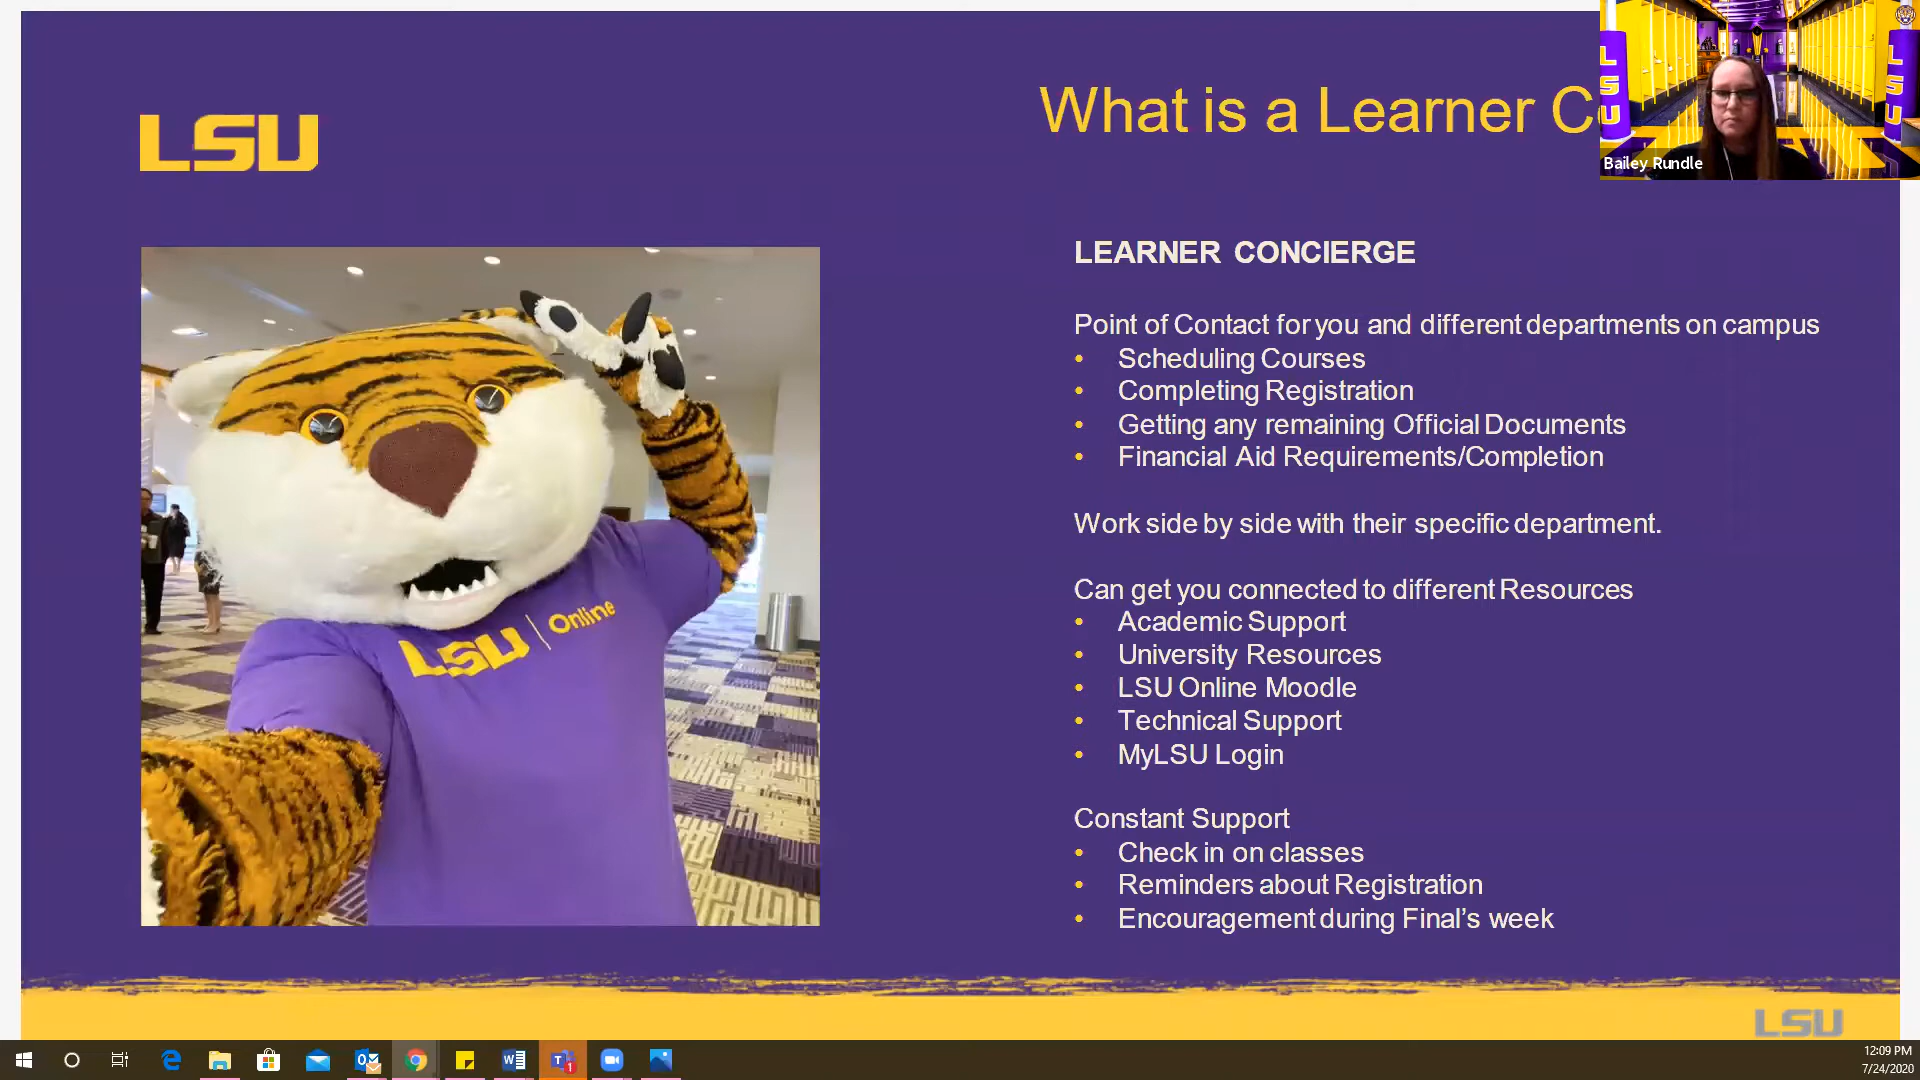 What is a Learner C
LSU
LSU
LSU
Bailey Rundle
LSU
LEARNER CONCIERGE
Point of Contact for you and different departments on campus
• Scheduling Courses
• Completing Registration
• Getting any remaining Official Documents
• Financial Aid Requirements/Completion
Work side by side with their specific department.
Can get you connected to different Resources
• Academic Support
• University Resources
• LSU Online Moodle
• Technical Support
• MyLSU Login
Constant Support
• Check in on classes
• Reminders about Registration
• Encouragement during Final’s week
LSU | Online
LSU
12:09 PM
7/24/2020